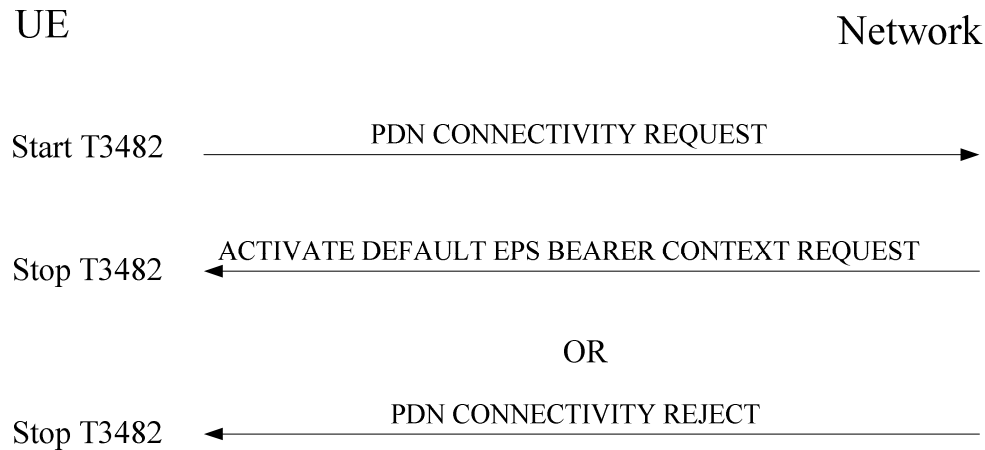 UE
Network
Start T3482
PDN CONNECTIVITY REQUEST
Stop T3482
ACTIVATE DEFAULT EPS BEARER CONTEXT REQUEST
OR
Stop T3482
PDN CONNECTIVITY REJECT